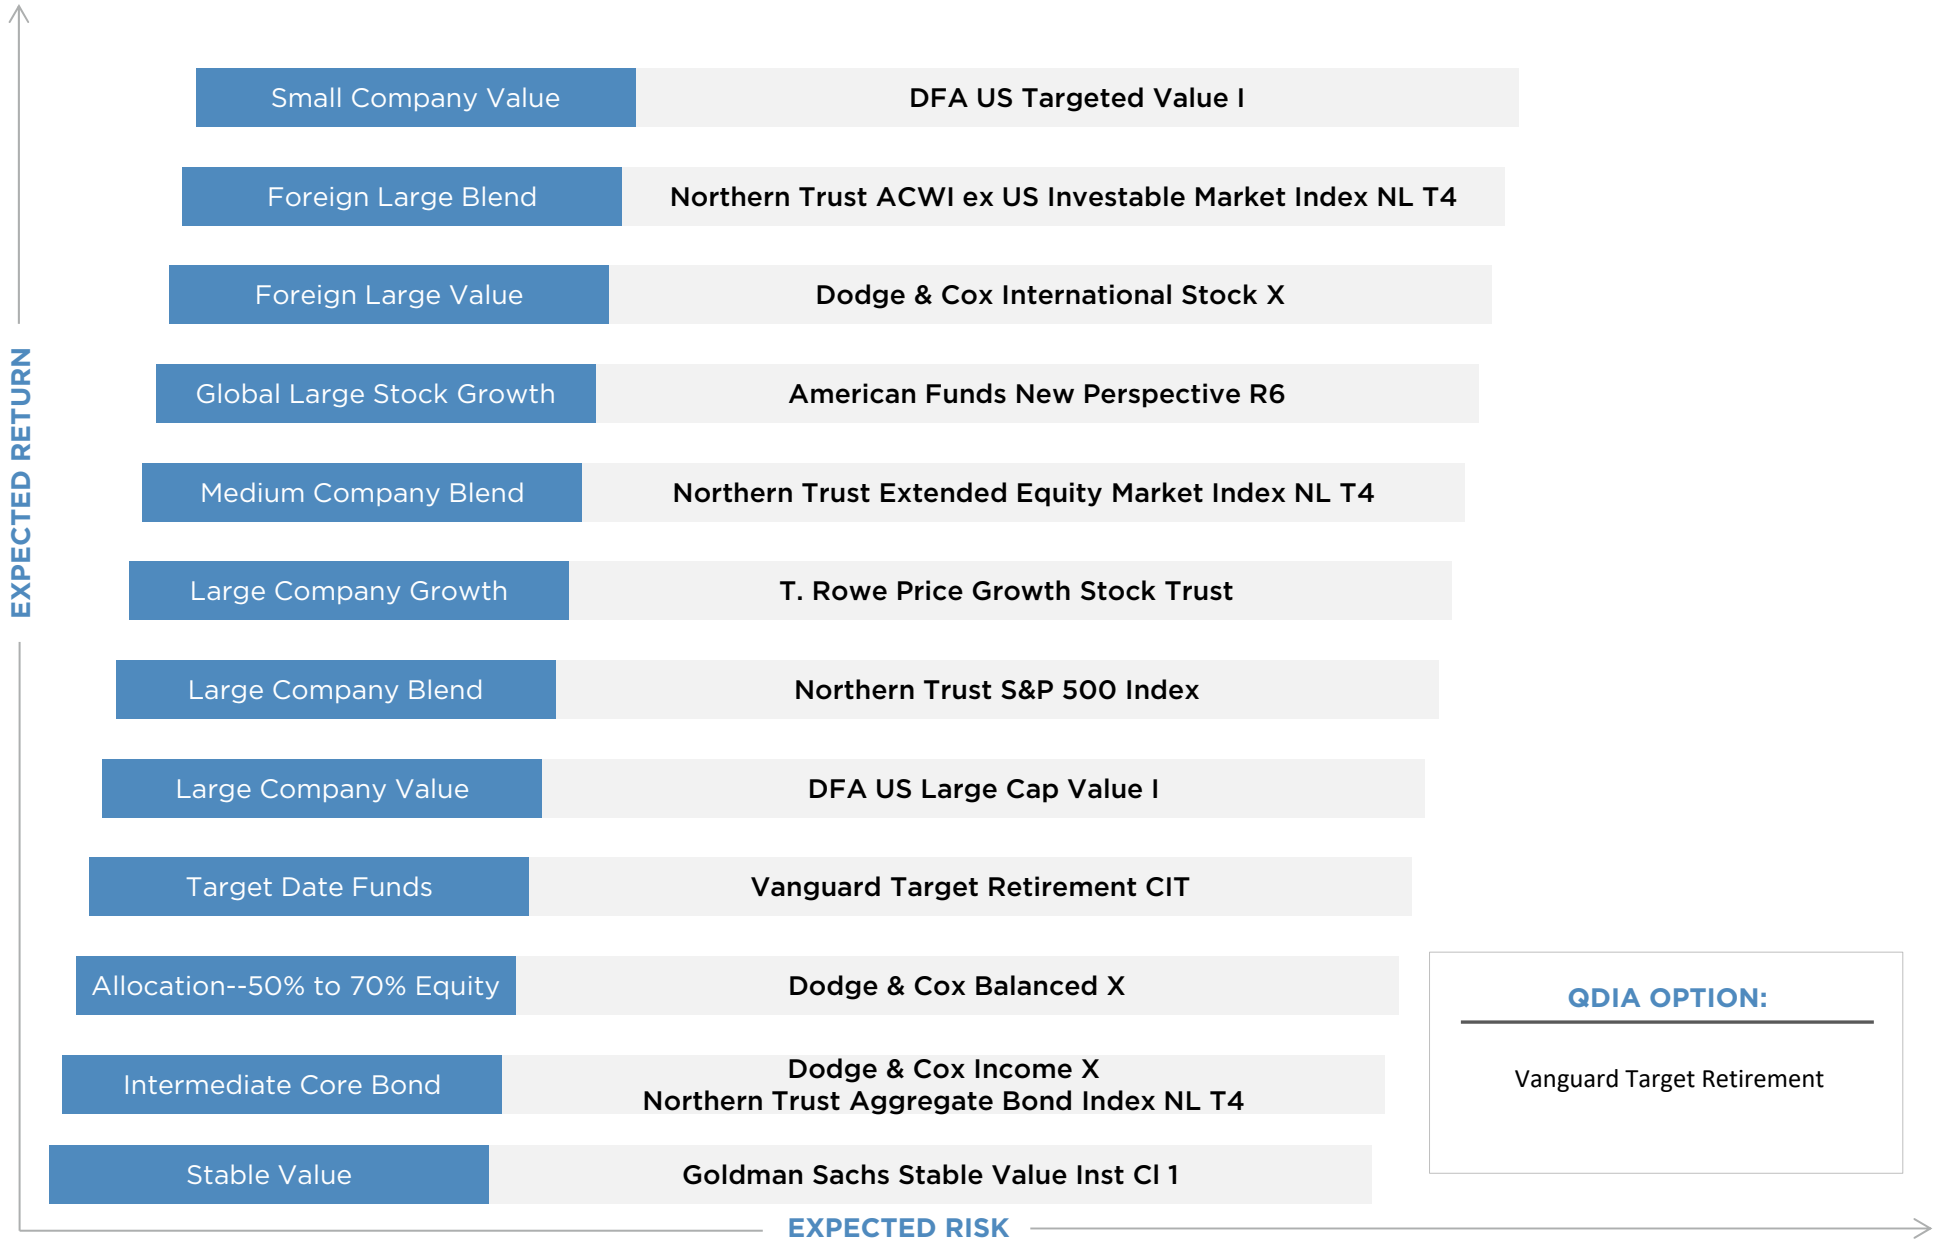 Small Company Value
DFA US Targeted Value I
Foreign Large Blend
Northern Trust ACWI ex US Investable Market Index NL T4
Foreign Large Value
Dodge & Cox International Stock X
Global Large Stock Growth
American Funds New Perspective R6
Medium Company Blend
Northern Trust Extended Equity Market Index NL T4
Large Company Growth
T. Rowe Price Growth Stock Trust
Large Company Blend
Northern Trust S&P 500 Index
Large Company Value
DFA US Large Cap Value I
Target Date Funds
Vanguard Target Retirement CIT
Allocation--50% to 70% Equity
Dodge & Cox Balanced X
Intermediate Core Bond
Dodge & Cox Income X
Northern Trust Aggregate Bond Index NL T4
Stable Value
Goldman Sachs Stable Value Inst Cl 1
EXPECTED RETURN
EXPECTED RISK
QDIA OPTION:
Vanguard Target Retirement